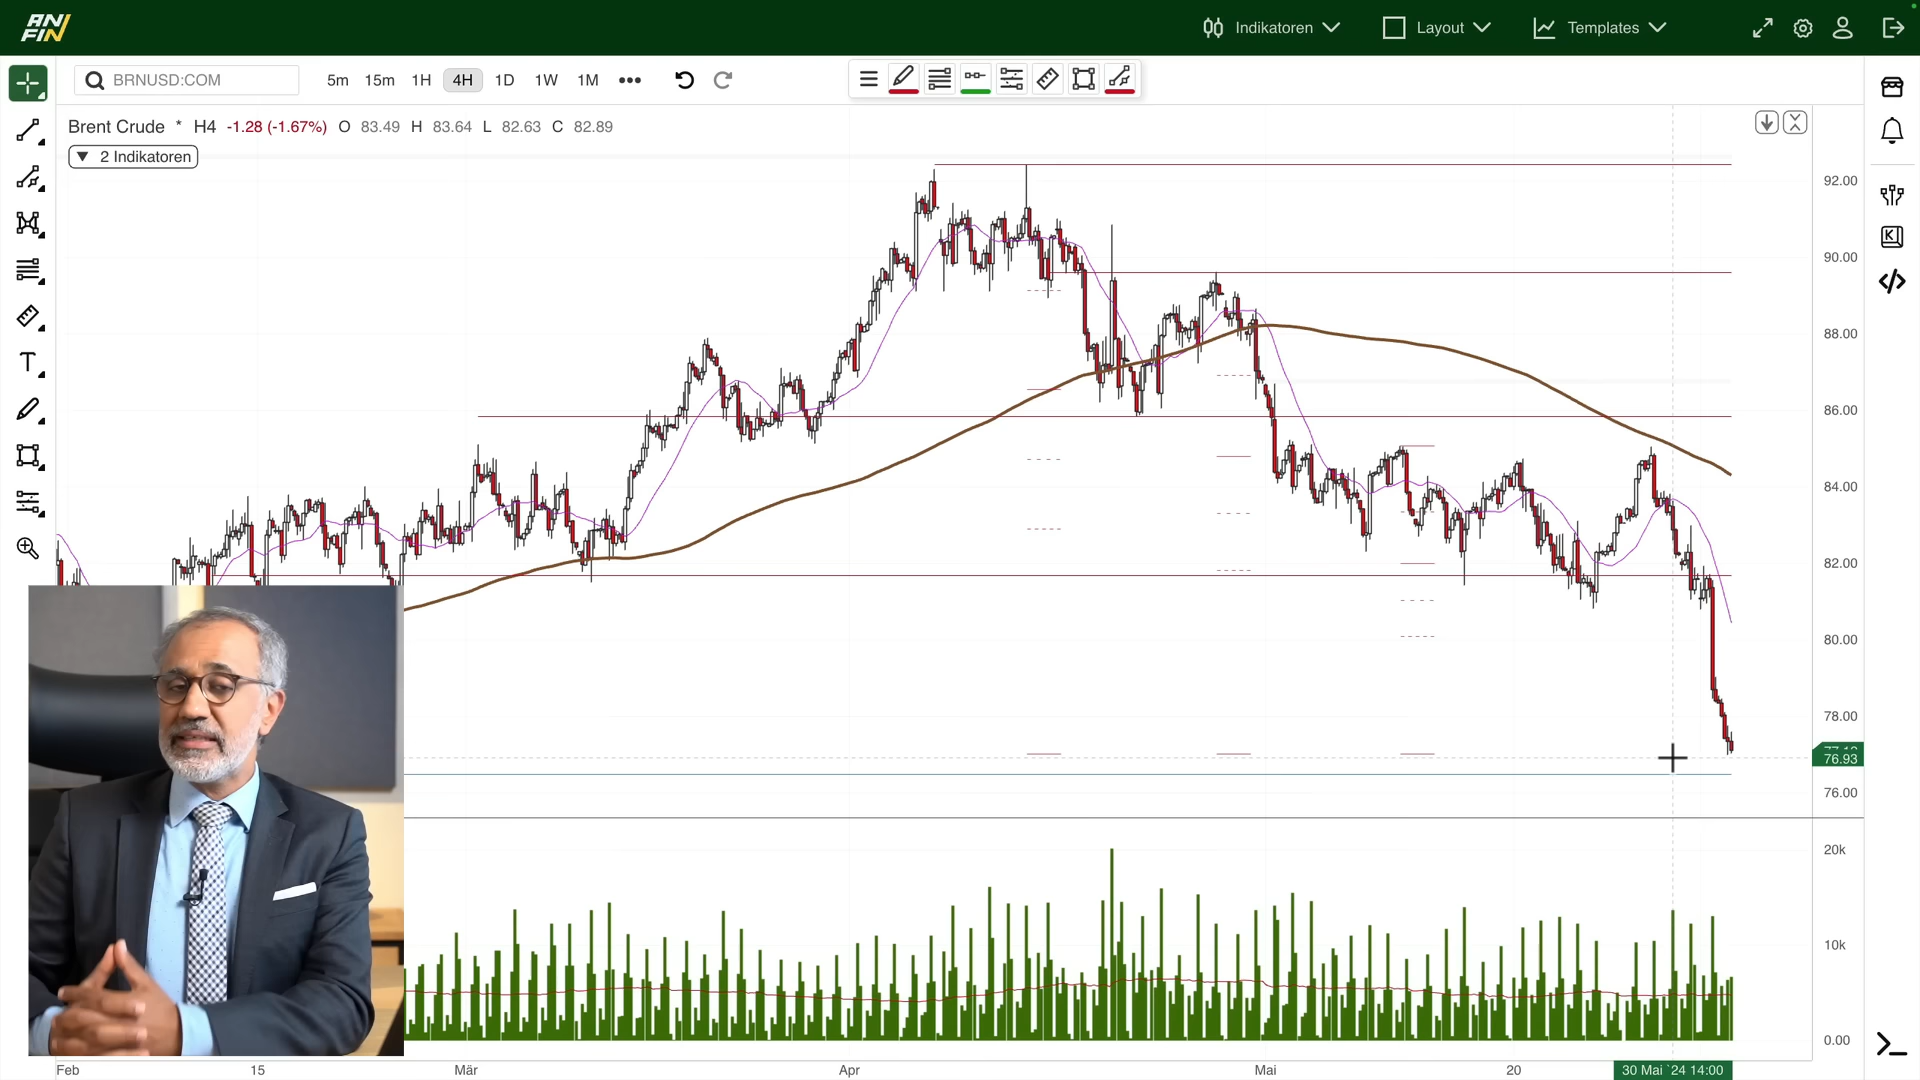 ANFIN
Indikatoren
Layout
Templates
BRNUSD:COM
5m 15m 1H 4H 1D 1W 1M
Brent Crude * H4 -1.28 (-1.67%) O 83.49 H 83.64 L 82.63 C 82.89
▼ 2 Indikatoren
T
K
92.00
90.00
88.00
86.00
84.00
82.00
80.00
78.00
76.93
76.00
20k
10k
0.00
Feb 15 Mär Apr Mai 20 30 Mai `24 14:00